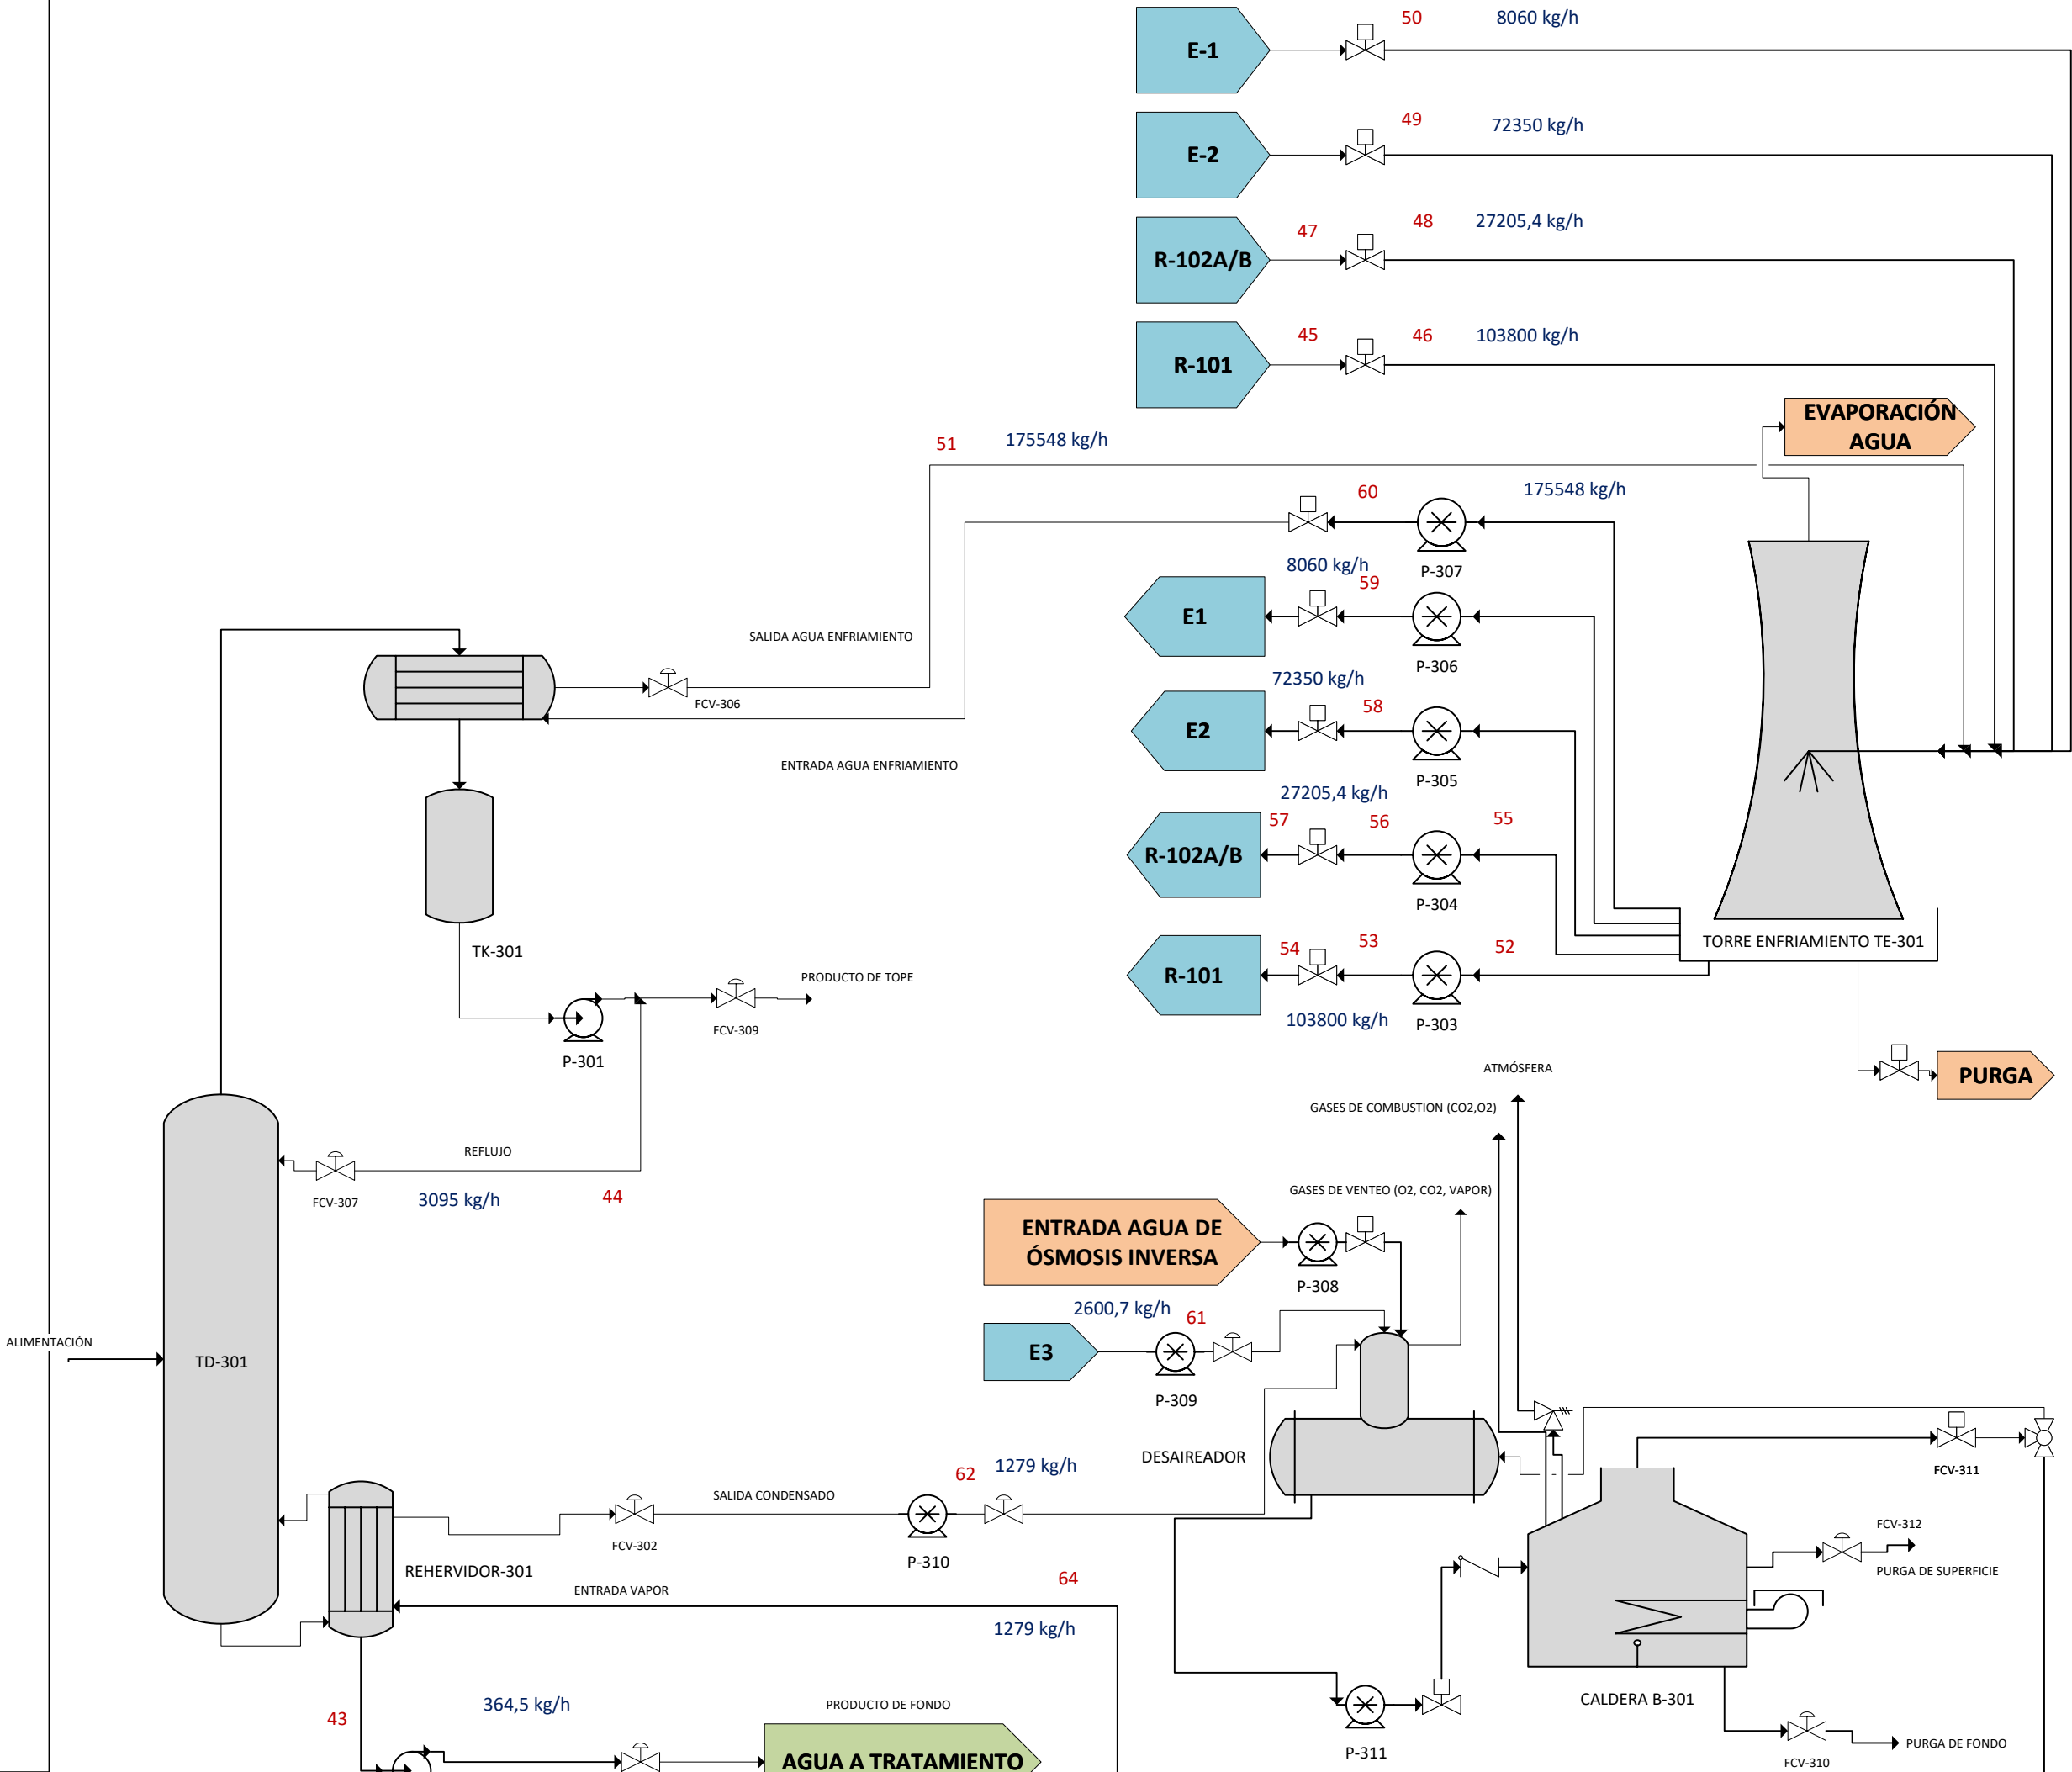 50 8060 kg/h
E-1
49 72350 kg/h
E-2
47 48 27205,4 kg/h
R-102A/B
45 46 103800 kg/h
R-101
EVAPORACIÓN
AGUA
51 175548 kg/h
60 175548 kg/h
P-307
8060 kg/h
59
E1
P-306
SALIDA AGUA ENFRIAMIENTO
FCV-306
72350 kg/h
58
E2
P-305
ENTRADA AGUA ENFRIAMIENTO
27205,4 kg/h
57 56 55
R-102A/B
P-304
TORRE ENFRIAMIENTO TE-301
TK-301
54 53 52
R-101
103800 kg/h
P-303
PRODUCTO DE TOPE
FCV-309
P-301
PURGA
ATMÓSFERA
GASES DE COMBUSTION (CO2,O2)
REFLUJO
FCV-307
3095 kg/h
44
GASES DE VENTEO (O2, CO2, VAPOR)
ENTRADA AGUA DE
ÓSMOSIS INVERSA
P-308
2600,7 kg/h
61
E3
P-309
ALIMENTACIÓN
TD-301
DESAIREADOR
FCV-311
62 1279 kg/h
SALIDA CONDENSADO
FCV-302
P-310
FCV-312
PURGA DE SUPERFICIE
REHERVIDOR-301
ENTRADA VAPOR
64
1279 kg/h
CALDERA B-301
364,5 kg/h
43
PRODUCTO DE FONDO
AGUA A TRATAMIENTO
P-311
PURGA DE FONDO
FCV-310